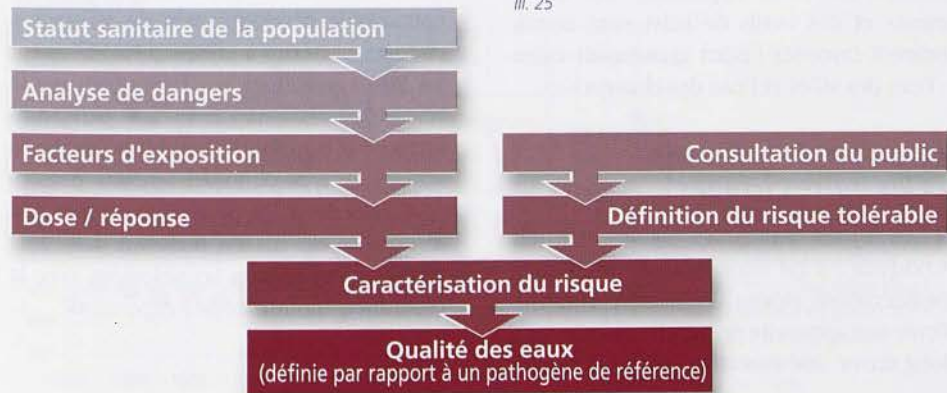 Ill. 25
Statut sanitaire de la population
Analyse de dangers
Facteurs d'exposition
Dose / réponse
Consultation du public
Définition du risque tolérable
Caractérisation du risque
Qualité des eaux
(définie par rapport à un pathogène de référence)